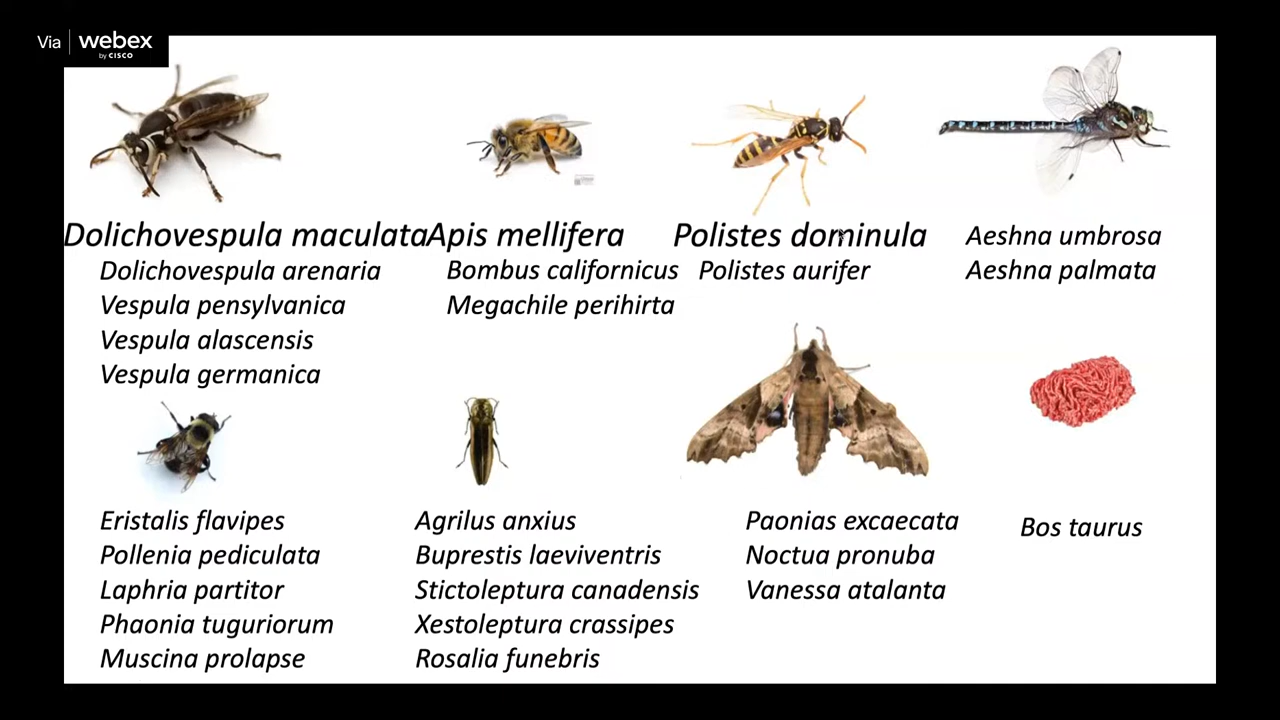 Via webex
by CISCO
Dolichovespula maculata
Dolichovespula arenaria
Vespula pensylvanica
Vespula alascensis
Vespula germanica
Apis mellifera
Bombus californicus
Megachile perihirta
Polistes dominula
Polistes aurifer
Aeshna umbrosa
Aeshna palmata
Eristalis flavipes
Pollenia pediculata
Laphria partitor
Phaonia tuguriorum
Muscina prolapse
Agrilus anxius
Buprestis laeviventris
Stictoleptura canadensis
Xestoleptura crassipes
Rosalia funebris
Paonias excaecata
Noctua pronuba
Vanessa atalanta
Bos taurus